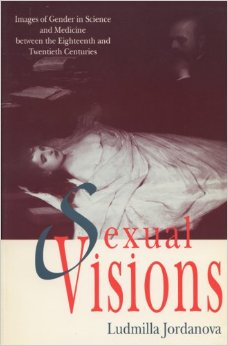 Images of Gender in Science
and Medicine
between the Eighteenth and
Twentieth Centuries
Sexual
Visions
Ludmilla Jordanova